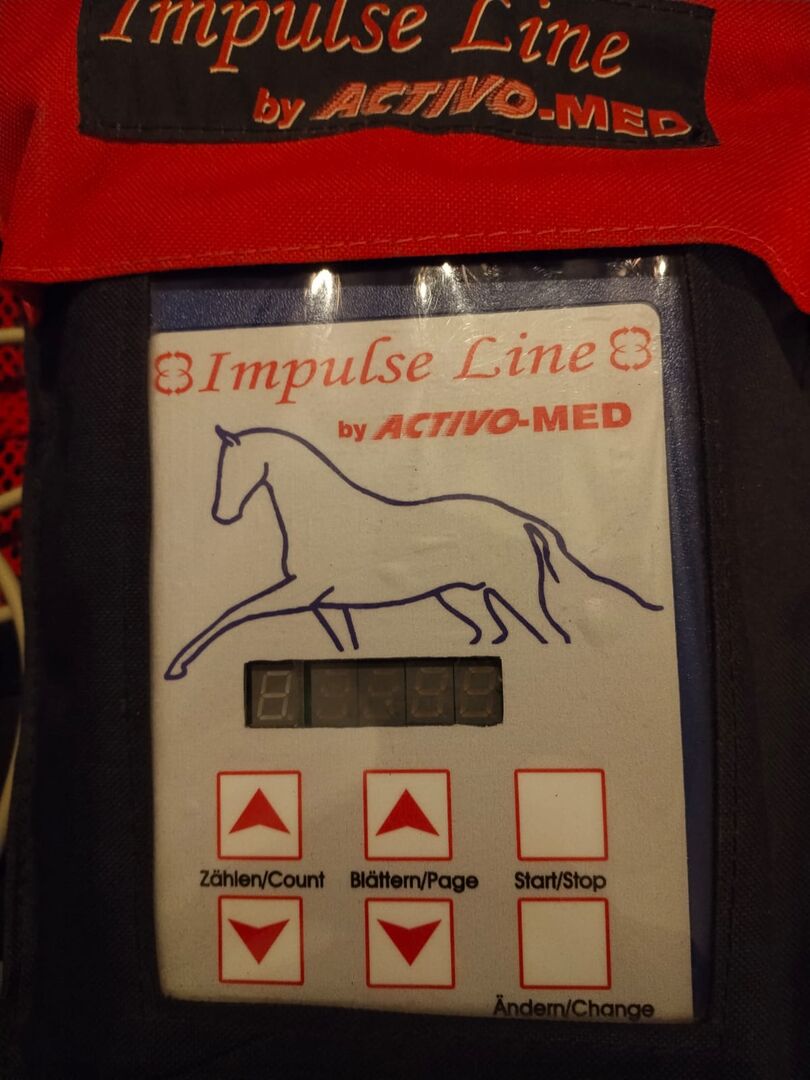 Impulse Line
by ACTIVO-MED
Impulse Line
by ACTIVO-MED
Zählen/Count Blättern/Page Start/Stop
Ändern/Change